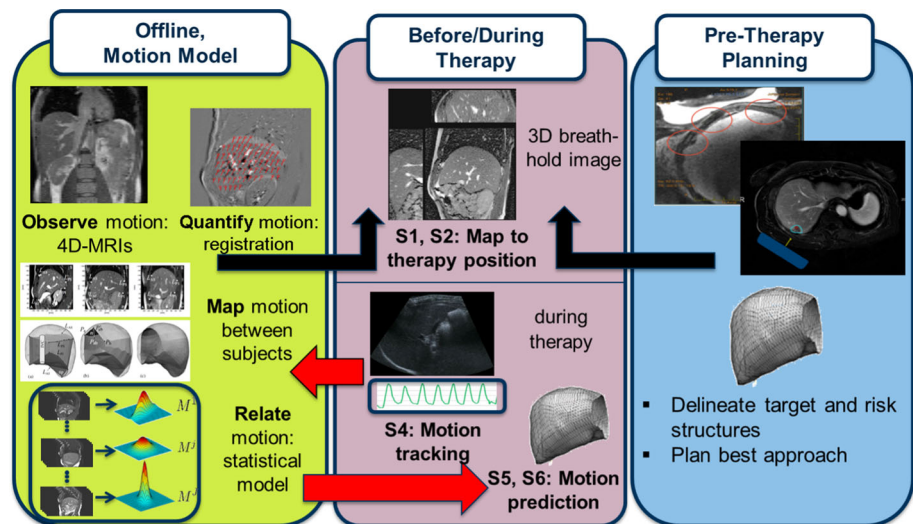 Offline,
Motion Model
Observe motion:
4D-MRIs
Quantify motion:
registration
Map motion
between
subjects
Relate
motion:
statistical
model
M^1
M^j
Before/During
Therapy
3D breath-
hold image
S1, S2: Map to
therapy position
during
therapy
S4: Motion
tracking
S5, S6: Motion
prediction
Pre-Therapy
Planning
▪ Delineate target and risk
structures
▪ Plan best approach